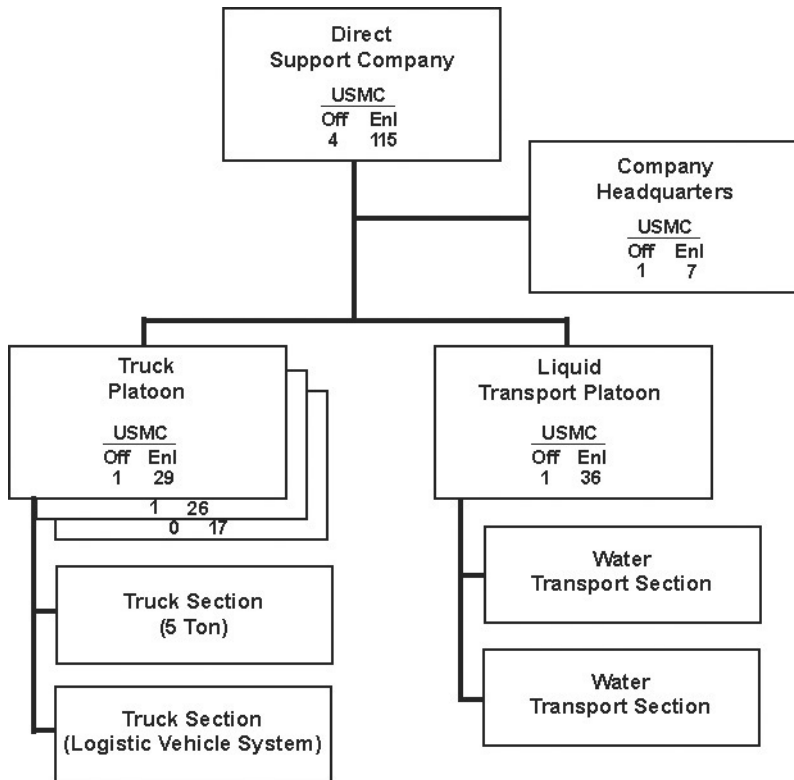 Direct
Support Company
USMC
Off Enl
4 115
Company
Headquarters
USMC
Off Enl
1 7
Truck
Platoon
USMC
Off Enl
1 29
1 26
0 17
Liquid
Transport Platoon
USMC
Off Enl
1 36
Truck Section
(5 Ton)
Truck Section
(Logistic Vehicle System)
Water
Transport Section
Water
Transport Section